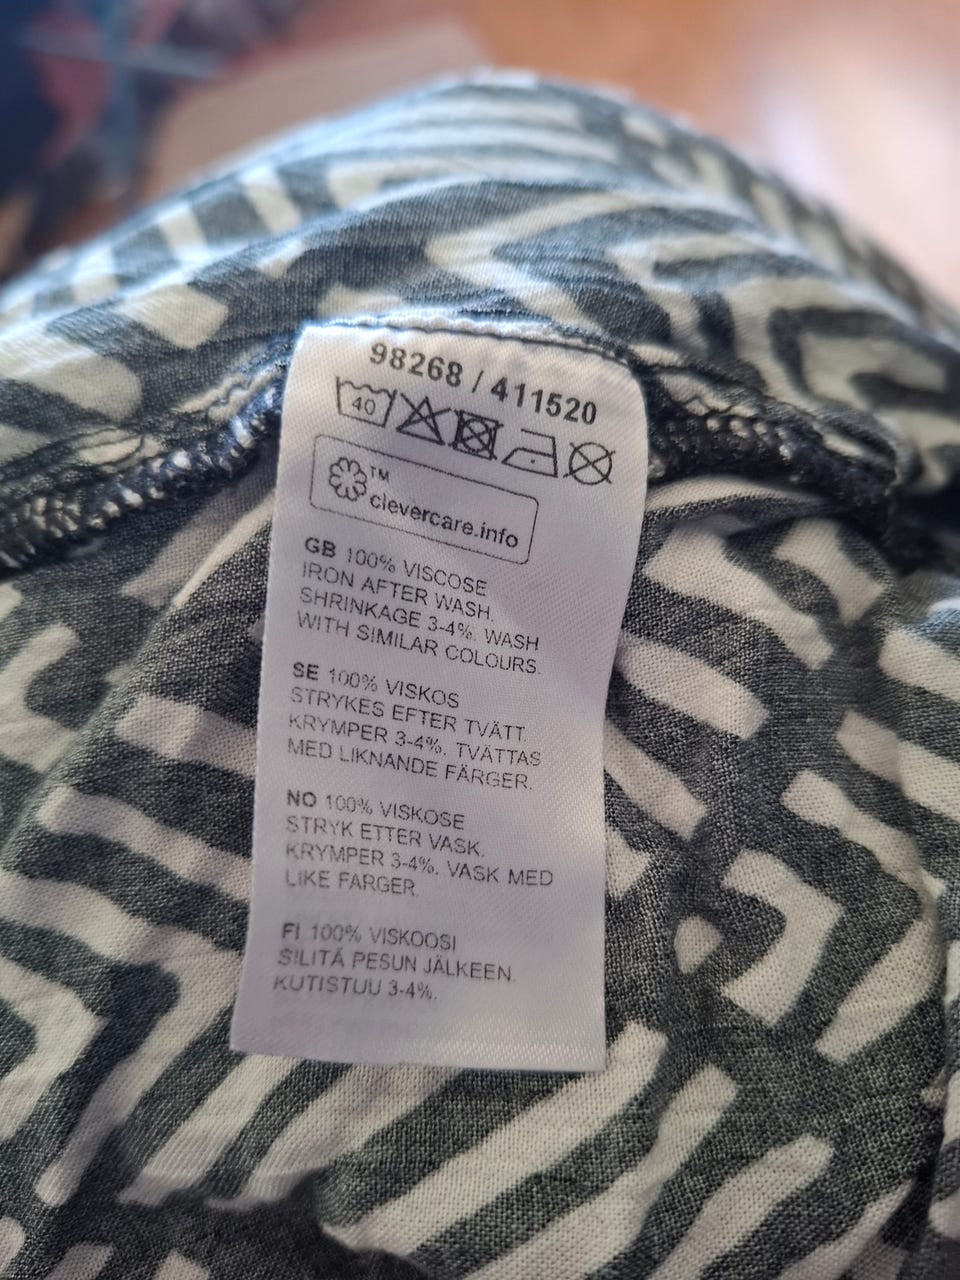 98268 / 411520
40
TM
clevercare.info
GB 100% VISCOSE
IRON AFTER WASH.
SHRINKAGE 3-4%. WASH
WITH SIMILAR COLOURS.
SE 100% VISKOS
STRYKES EFTER TVÄTT.
KRYMPER 3-4%. TVÄTTAS
MED LIKNANDE FÄRGER.
NO 100% VISKOSE
STRYK ETTER VASK.
KRYMPER 3-4%. VASK MED
LIKE FARGER.
FI 100% VISKOOSI
SILITÄ PESUN JÄLKEEN.
KUTISTUU 3-4%.